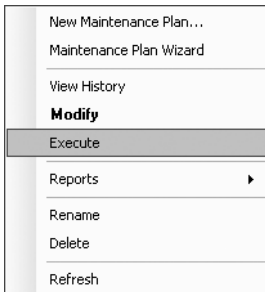 New Maintenance Plan...
Maintenance Plan Wizard
View History
Modify
Execute
Reports
Rename
Delete
Refresh